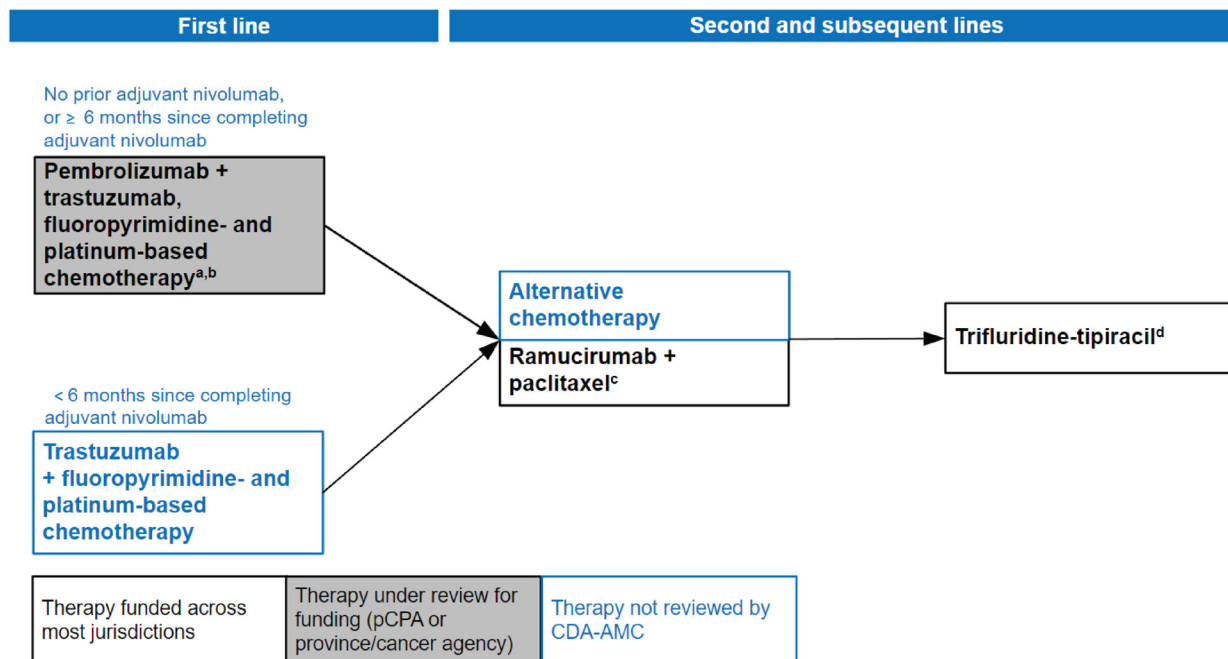 First line
Second and subsequent lines
No prior adjuvant nivolumab,
or ≥ 6 months since completing
adjuvant nivolumab
Pembrolizumab +
trastuzumab,
fluoropyrimidine- and
platinum-based
chemotherapyᵃ,ᵇ
< 6 months since completing
adjuvant nivolumab
Trastuzumab
+ fluoropyrimidine- and
platinum-based
chemotherapy
Alternative
chemotherapy
Ramucirumab +
paclitaxelᶜ
Trifluridine-tipiracilᵈ
Therapy funded across
most jurisdictions
Therapy under review for
funding (pCPA or
province/cancer agency)
Therapy not reviewed by
CDA-AMC